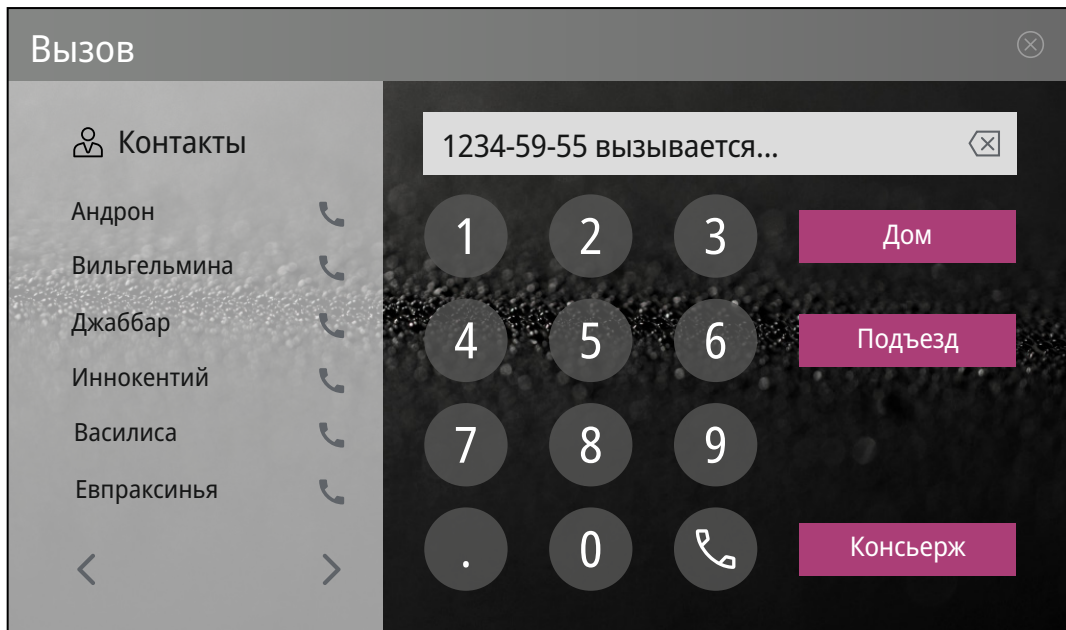 Вызов
Контакты
Андрон
Вильгельмина
Джаббар
Иннокентий
Василиса
Евпраксинья
1234-59-55 вызывается...
1 2 3 Дом
4 5 6 Подъезд
7 8 9
. 0 Консьерж